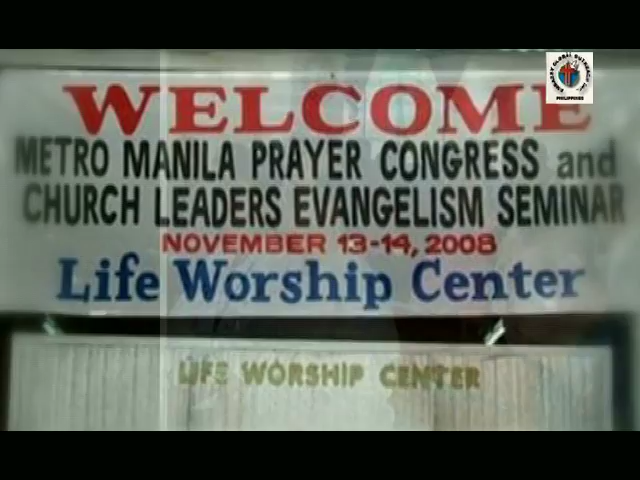 WELCOME
METRO MANILA PRAYER CONGRESS and
CHURCH LEADERS EVANGELISM SEMINAR
NOVEMBER 13-14, 2008
Life Worship Center
LIFE WORSHIP CENTER
PHILIPPINES